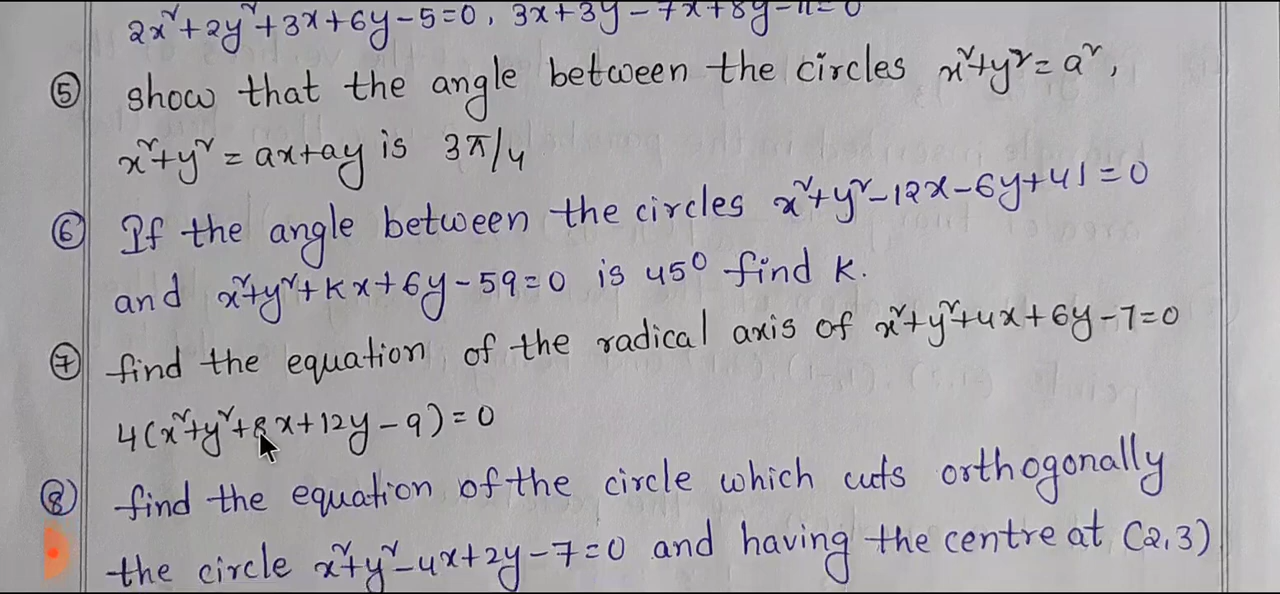 2x²+2y²+3x+6y-5=0, 3x+3y-7x+8y-11=0
⑤ show that the angle between the circles x²+y²=a²,
x²+y²=ax+ay is 3π/4
⑥ If the angle between the circles x²+y²-12x-6y+41=0
and x²+y²+kx+6y-59=0 is 45° find k.
⑦ find the equation of the radical axis of x²+y²+4x+6y-7=0
4(x²+y²+8x+12y-9)=0
⑧ find the equation of the circle which cuts orthogonally
the circle x²+y²-4x+2y-7=0 and having the centre at (2,3)